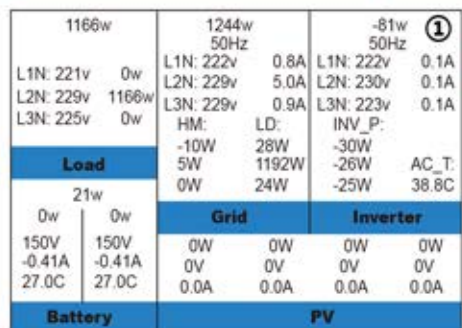 1166w
L1N: 221v 0w
L2N: 229v 1166w
L3N: 225v 0w
Load
1244w
50Hz
L1N: 222v 0.8A
L2N: 229v 5.0A
L3N: 229v 0.9A
HM: LD:
-10W 28W
5W 1192W
0W 24W
Grid
-81w ①
50Hz
L1N: 222v 0.1A
L2N: 230v 0.1A
L3N: 223v 0.1A
INV_P:
-30W
-26W AC_T:
-25W 38.8C
Inverter
21w
0w 0w
150V 150V
-0.41A -0.41A
27.0C 27.0C
Battery
0W 0W 0W 0W
0V 0V 0V 0V
0.0A 0.0A 0.0A 0.0A
PV